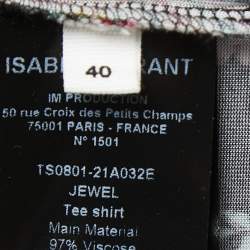 ISAB RANT
40
IM PRODUCTION
50 rue Croix des Petits Champs
75001 PARIS - FRANCE
N° 1501
TS0801-21A032E
JEWEL
Tee shirt
Main Material
97% Viscose